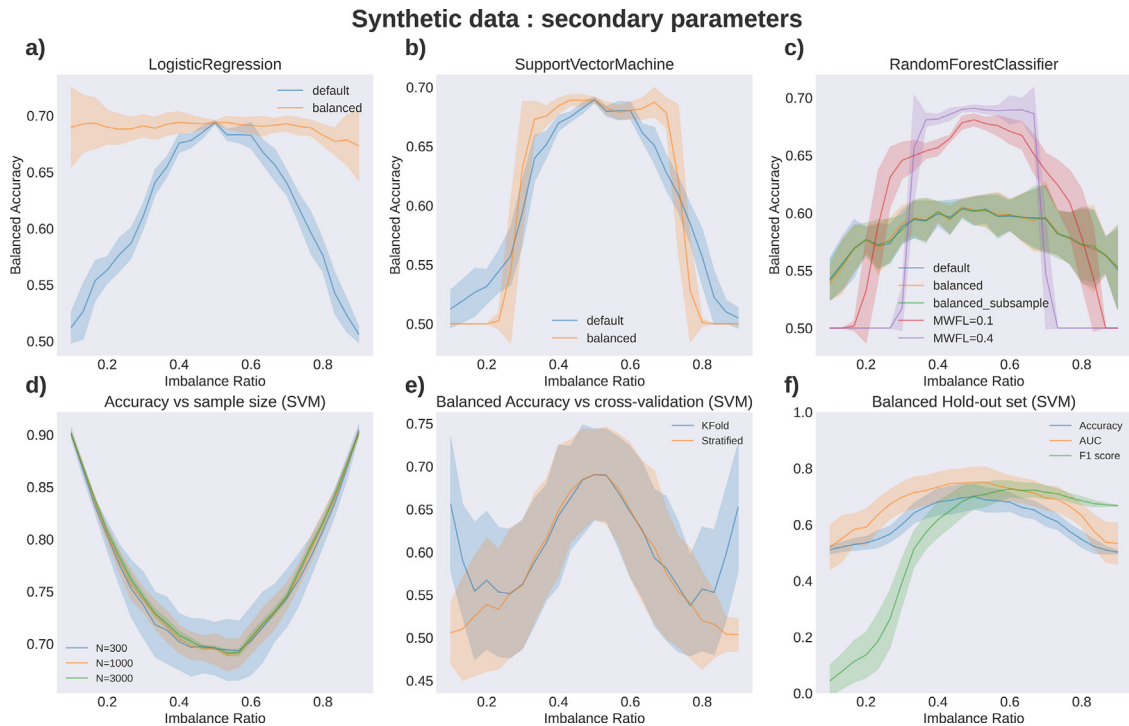 Synthetic data : secondary parameters
a)
LogisticRegression
Balanced Accuracy
0.70
0.65
0.60
0.55
0.50
default
balanced
0.2
0.4
0.6
0.8
Imbalance Ratio
b)
SupportVectorMachine
Balanced Accuracy
0.70
0.65
0.60
0.55
0.50
default
balanced
0.2
0.4
0.6
0.8
Imbalance Ratio
c)
RandomForestClassifier
Balanced Accuracy
0.70
0.65
0.60
0.55
0.50
default
balanced
balanced_subsample
MWFL=0.1
MWFL=0.4
0.2
0.4
0.6
0.8
Imbalance Ratio
d)
Accuracy vs sample size (SVM)
0.90
0.85
0.80
0.75
0.70
N=300
N=1000
N=3000
0.2
0.4
0.6
0.8
Imbalance Ratio
e)
Balanced Accuracy vs cross-validation (SVM)
0.75
0.70
0.65
0.60
0.55
0.50
0.45
KFold
Stratified
0.2
0.4
0.6
0.8
Imbalance Ratio
f)
Balanced Hold-out set (SVM)
1.0
0.8
0.6
0.4
0.2
0.0
Accuracy
AUC
F1 score
0.2
0.4
0.6
0.8
Imbalance Ratio